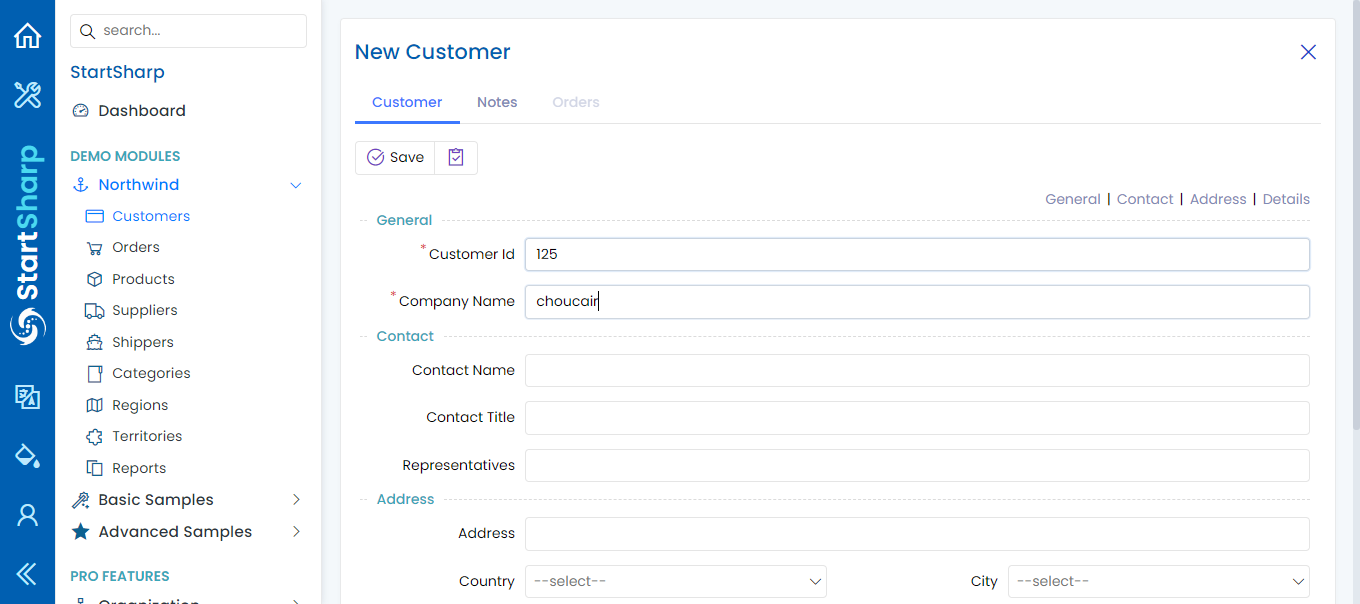 StartSharp
search...
StartSharp
Dashboard
DEMO MODULES
Northwind
Customers
Orders
Products
Suppliers
Shippers
Categories
Regions
Territories
Reports
Basic Samples
Advanced Samples
PRO FEATURES
Organization
New Customer
Customer Notes Orders
Save
General | Contact | Address | Details
General
* Customer Id 125
* Company Name choucair
Contact
Contact Name
Contact Title
Representatives
Address
Address
Country --select-- City --select--